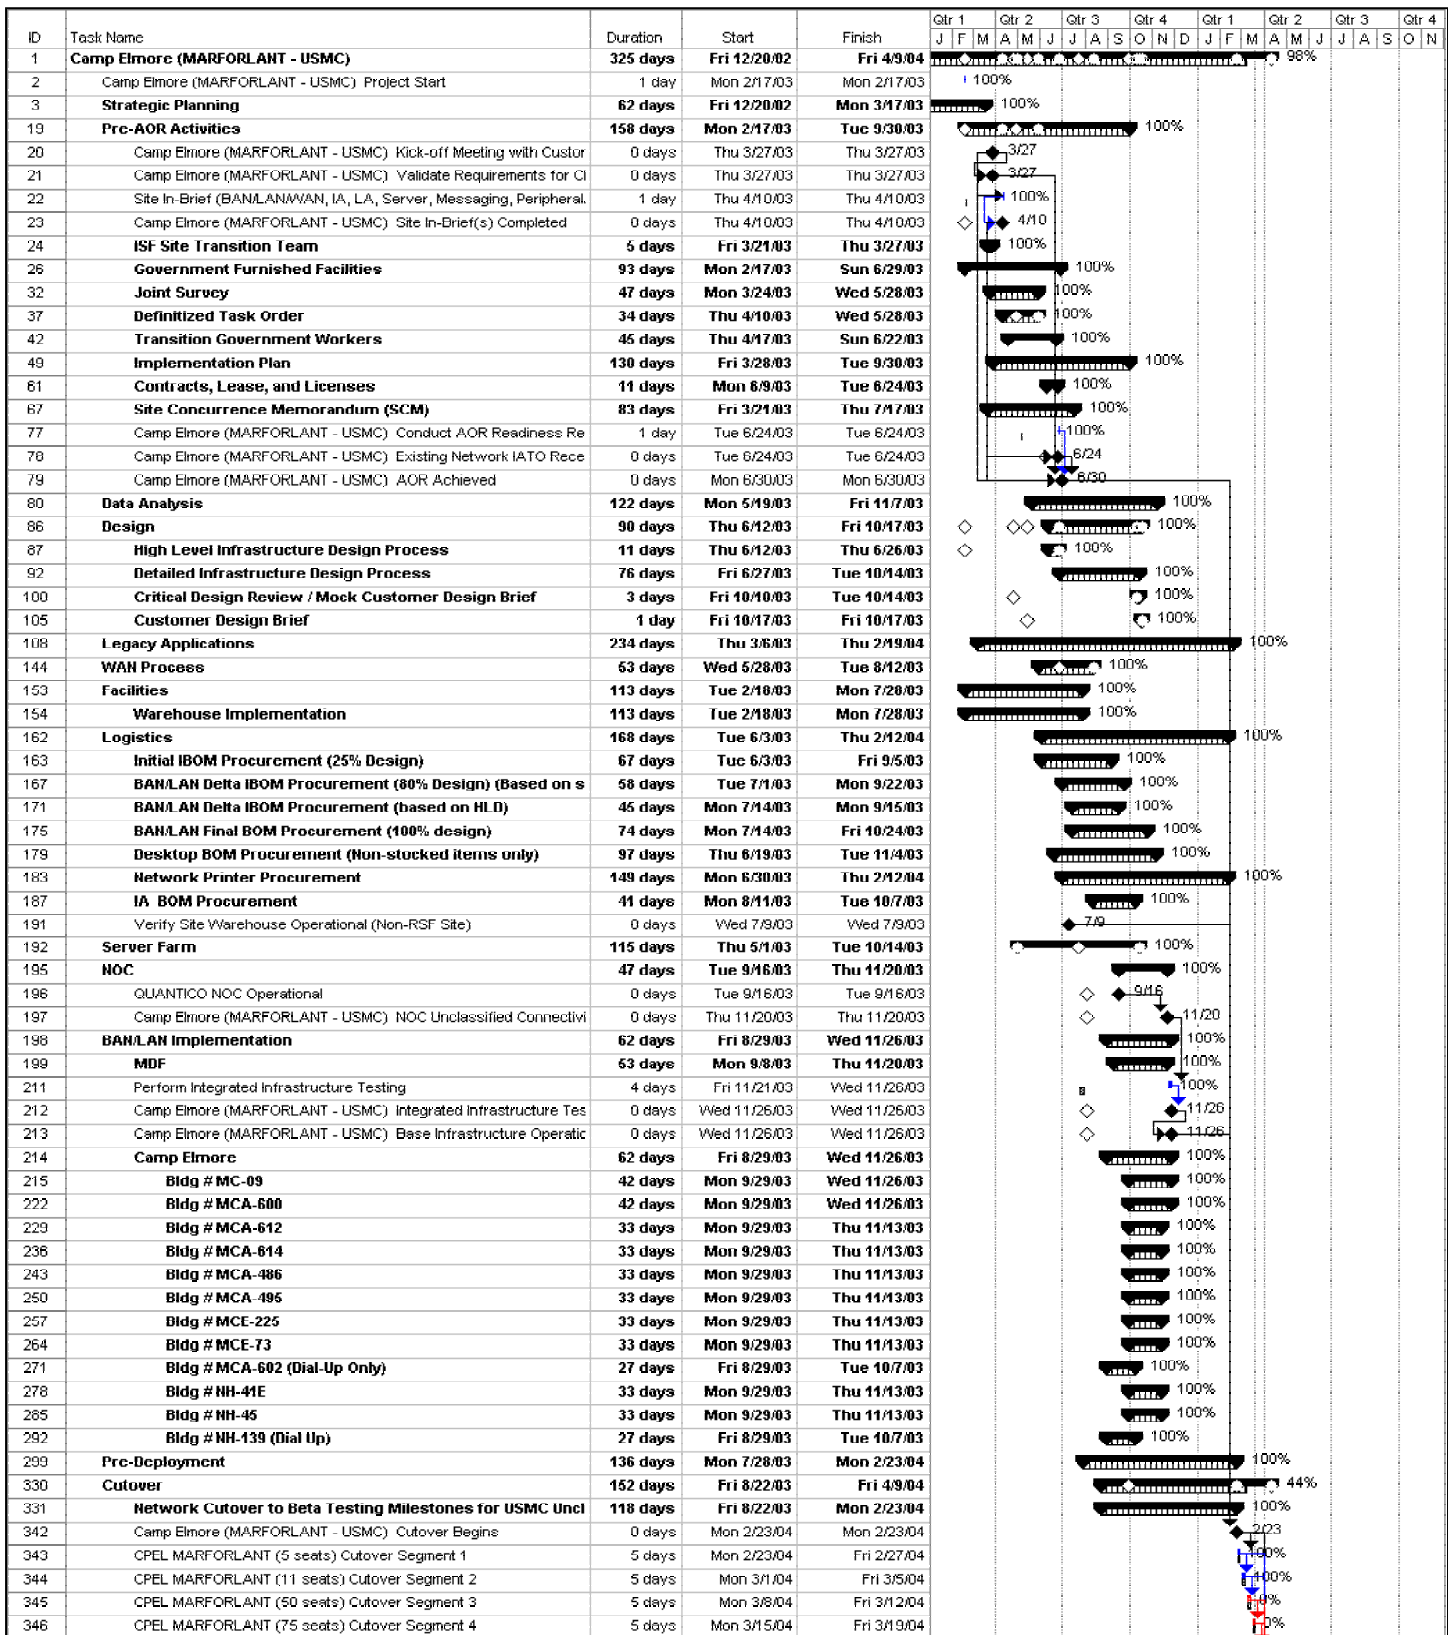 Qtr 1 Qtr 2 Qtr 3 Qtr 4 Qtr 1 Qtr 2 Qtr 3 Qtr 4
ID Task Name Duration Start Finish J F M A M J J A S O N D J F M A M J J A S O N
1 Camp Elmore (MARFORLANT - USMC) 325 days Fri 12/20/02 Fri 4/9/04 98%
2 Camp Elmore (MARFORLANT - USMC) Project Start 1 day Mon 2/17/03 Mon 2/17/03 100%
3 Strategic Planning 62 days Fri 12/20/02 Mon 3/17/03 100%
19 Pre-AOR Activities 158 days Mon 2/17/03 Tue 9/30/03 100%
20 Camp Elmore (MARFORLANT - USMC) Kick-off Meeting with Custor 0 days Thu 3/27/03 Thu 3/27/03 3/27
21 Camp Elmore (MARFORLANT - USMC) Validate Requirements for Cl 0 days Thu 3/27/03 Thu 3/27/03 3/27
22 Site In-Brief (BAN/LAN/WAN, IA, LA, Server, Messaging, Peripheral. 1 day Thu 4/10/03 Thu 4/10/03 100%
23 Camp Elmore (MARFORLANT - USMC) Site In-Brief(s) Completed 0 days Thu 4/10/03 Thu 4/10/03 4/10
24 ISF Site Transition Team 5 days Fri 3/21/03 Thu 3/27/03 100%
26 Government Furnished Facilities 93 days Mon 2/17/03 Sun 6/29/03 100%
32 Joint Survey 47 days Mon 3/24/03 Wed 5/28/03 100%
37 Definitized Task Order 34 days Thu 4/10/03 Wed 5/28/03 100%
42 Transition Government Workers 45 days Thu 4/17/03 Sun 6/22/03 100%
49 Implementation Plan 130 days Fri 3/28/03 Tue 9/30/03 100%
61 Contracts, Lease, and Licenses 11 days Mon 6/9/03 Tue 6/24/03 100%
67 Site Concurrence Memorandum (SCM) 83 days Fri 3/21/03 Thu 7/17/03 100%
77 Camp Elmore (MARFORLANT - USMC) Conduct AOR Readiness Re 1 day Tue 6/24/03 Tue 6/24/03 100%
78 Camp Elmore (MARFORLANT - USMC) Existing Network IATO Rece 0 days Tue 6/24/03 Tue 6/24/03 6/24
79 Camp Elmore (MARFORLANT - USMC) AOR Achieved 0 days Mon 6/30/03 Mon 6/30/03 6/30
80 Data Analysis 122 days Mon 5/19/03 Fri 11/7/03 100%
86 Design 90 days Thu 6/12/03 Fri 10/17/03 100%
87 High Level Infrastructure Design Process 11 days Thu 6/12/03 Thu 6/26/03 100%
92 Detailed Infrastructure Design Process 76 days Fri 6/27/03 Tue 10/14/03 100%
100 Critical Design Review / Mock Customer Design Brief 3 days Fri 10/10/03 Tue 10/14/03 100%
105 Customer Design Brief 1 day Fri 10/17/03 Fri 10/17/03 100%
108 Legacy Applications 234 days Thu 3/6/03 Thu 2/19/04 100%
144 WAN Process 53 days Wed 5/28/03 Tue 8/12/03 100%
153 Facilities 113 days Tue 2/18/03 Mon 7/28/03 100%
154 Warehouse Implementation 113 days Tue 2/18/03 Mon 7/28/03 100%
162 Logistics 168 days Tue 6/3/03 Thu 2/12/04 100%
163 Initial IBOM Procurement (25% Design) 67 days Tue 6/3/03 Fri 9/5/03 100%
167 BAN/LAN Delta IBOM Procurement (80% Design) (Based on s 58 days Tue 7/1/03 Mon 9/22/03 100%
171 BAN/LAN Delta IBOM Procurement (based on HLD) 45 days Mon 7/14/03 Mon 9/15/03 100%
175 BAN/LAN Final BOM Procurement (100% design) 74 days Mon 7/14/03 Fri 10/24/03 100%
179 Desktop BOM Procurement (Non-stocked items only) 97 days Thu 6/19/03 Tue 11/4/03 100%
183 Network Printer Procurement 149 days Mon 6/30/03 Thu 2/12/04 100%
187 IA BOM Procurement 41 days Mon 8/11/03 Tue 10/7/03 100%
191 Verify Site Warehouse Operational (Non-RSF Site) 0 days Wed 7/9/03 Wed 7/9/03 7/9
192 Server Farm 115 days Thu 5/1/03 Tue 10/14/03 100%
195 NOC 47 days Tue 9/16/03 Thu 11/20/03 100%
196 QUANTICO NOC Operational 0 days Tue 9/16/03 Tue 9/16/03 9/16
197 Camp Elmore (MARFORLANT - USMC) NOC Unclassified Connectivi 0 days Thu 11/20/03 Thu 11/20/03 11/20
198 BAN/LAN Implementation 62 days Fri 8/29/03 Wed 11/26/03 100%
199 MDF 53 days Mon 9/8/03 Thu 11/20/03 100%
211 Perform Integrated Infrastructure Testing 4 days Fri 11/21/03 Wed 11/26/03 100%
212 Camp Elmore (MARFORLANT - USMC) Integrated Infrastructure Tes 0 days Wed 11/26/03 Wed 11/26/03 11/26
213 Camp Elmore (MARFORLANT - USMC) Base Infrastructure Operatic 0 days Wed 11/26/03 Wed 11/26/03 11/26
214 Camp Elmore 62 days Fri 8/29/03 Wed 11/26/03 100%
215 Bldg # MC-09 42 days Mon 9/29/03 Wed 11/26/03 100%
222 Bldg # MCA-600 42 days Mon 9/29/03 Wed 11/26/03 100%
229 Bldg # MCA-612 33 days Mon 9/29/03 Thu 11/13/03 100%
236 Bldg # MCA-614 33 days Mon 9/29/03 Thu 11/13/03 100%
243 Bldg # MCA-486 33 days Mon 9/29/03 Thu 11/13/03 100%
250 Bldg # MCA-495 33 days Mon 9/29/03 Thu 11/13/03 100%
257 Bldg # MCE-225 33 days Mon 9/29/03 Thu 11/13/03 100%
264 Bldg # MCE-73 33 days Mon 9/29/03 Thu 11/13/03 100%
271 Bldg # MCA-602 (Dial-Up Only) 27 days Fri 8/29/03 Tue 10/7/03 100%
278 Bldg # NH-41E 33 days Mon 9/29/03 Thu 11/13/03 100%
285 Bldg # NH-45 33 days Mon 9/29/03 Thu 11/13/03 100%
292 Bldg # NH-139 (Dial Up) 27 days Fri 8/29/03 Tue 10/7/03 100%
299 Pre-Deployment 136 days Mon 7/28/03 Mon 2/23/04 100%
330 Cutover 152 days Fri 8/22/03 Fri 4/9/04 44%
331 Network Cutover to Beta Testing Milestones for USMC Uncl 118 days Fri 8/22/03 Mon 2/23/04 100%
342 Camp Elmore (MARFORLANT - USMC) Cutover Begins 0 days Mon 2/23/04 Mon 2/23/04 2/23
343 CPEL MARFORLANT (5 seats) Cutover Segment 1 5 days Mon 2/23/04 Fri 2/27/04 100%
344 CPEL MARFORLANT (11 seats) Cutover Segment 2 5 days Mon 3/1/04 Fri 3/5/04 100%
345 CPEL MARFORLANT (50 seats) Cutover Segment 3 5 days Mon 3/8/04 Fri 3/12/04 0%
346 CPEL MARFORLANT (75 seats) Cutover Segment 4 5 days Mon 3/15/04 Fri 3/19/04 0%